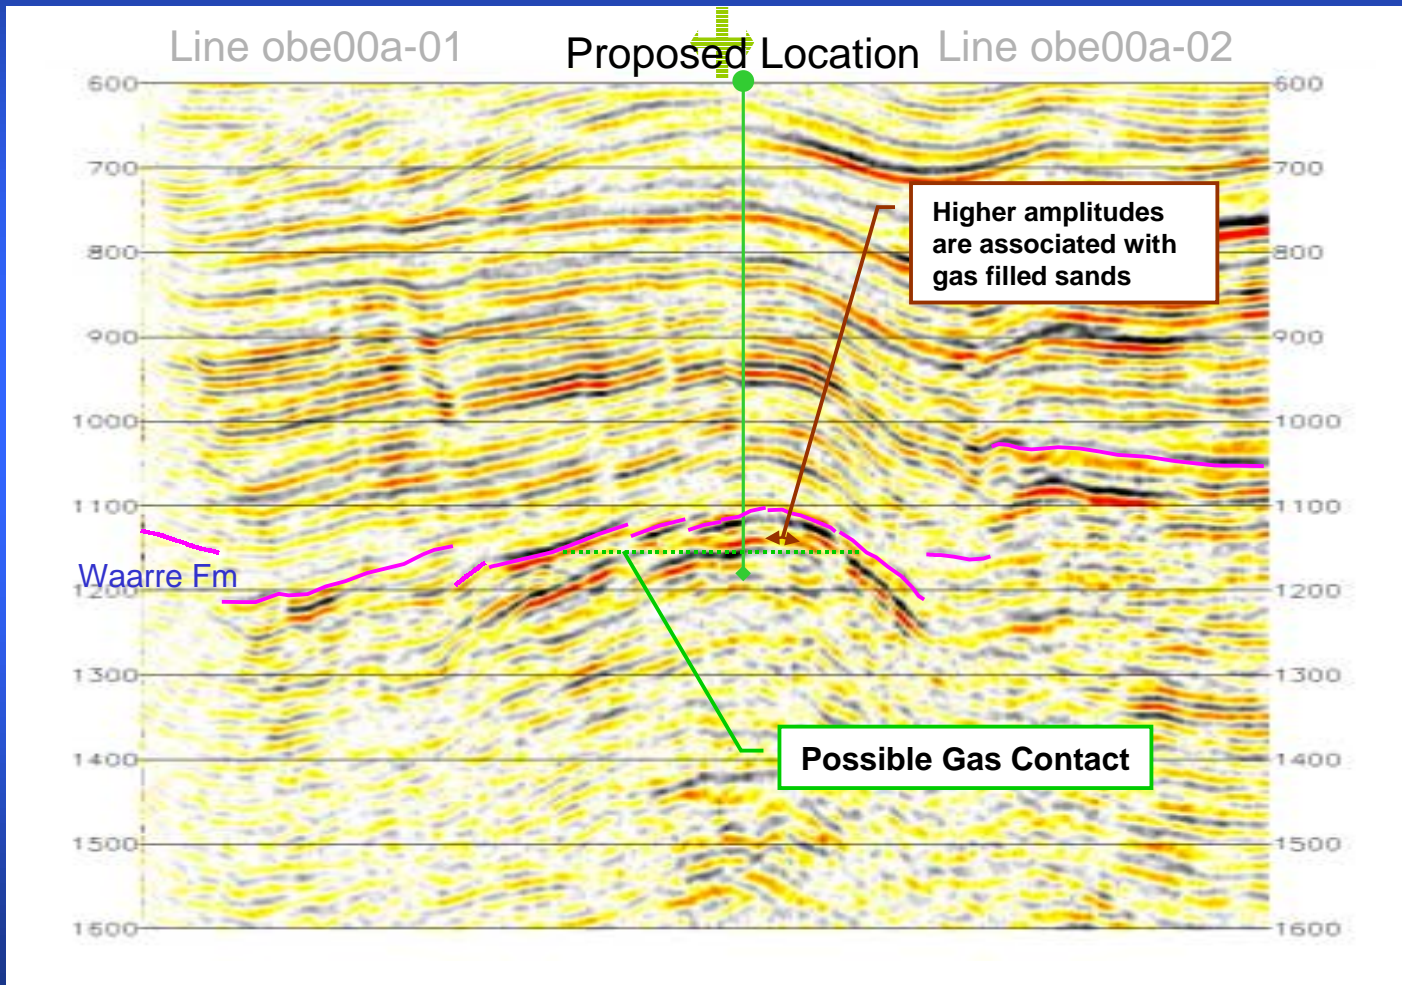 Line obe00a-01
Proposed Location
Line obe00a-02
600
600
700
700
Higher amplitudes
are associated with
gas filled sands
800
800
900
900
1000
1000
1100
1100
Waarre Fm
1200
1200
1300
1300
Possible Gas Contact
1400
1400
1500
1500
1600
1600